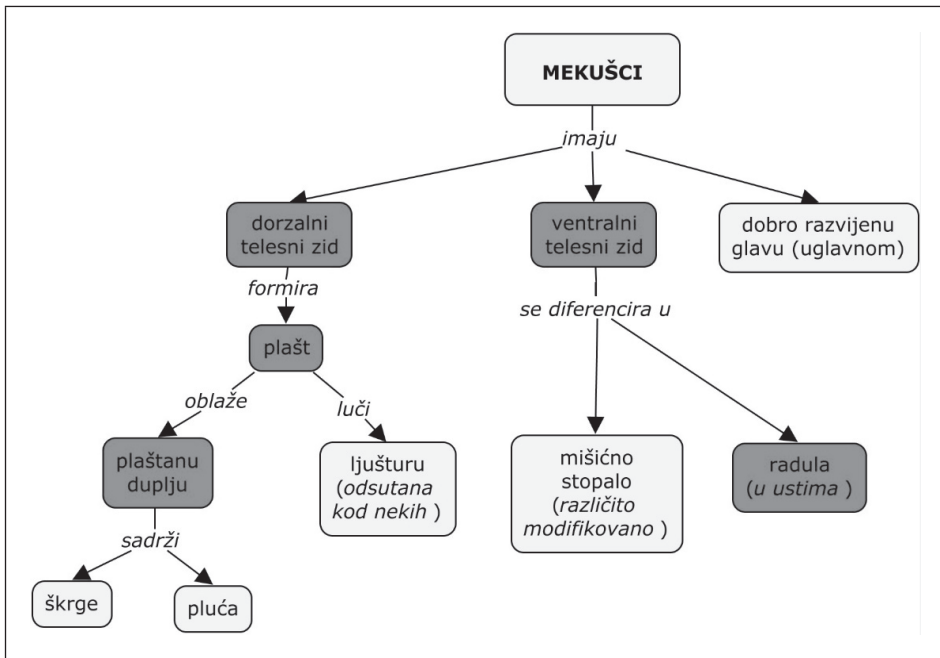 MEKUŠCI
imaju
dorzalni
telesni zid
ventralni
telesni zid
dobro razvijenu
glavu (uglavnom)
formira
se diferencira u
plašt
oblaže
luči
plaštanu
duplju
ljušturu
(odsutana
kod nekih )
mišićno
stopalo
(različito
modifikovano )
radula
(u ustima )
sadrži
škrge
pluća